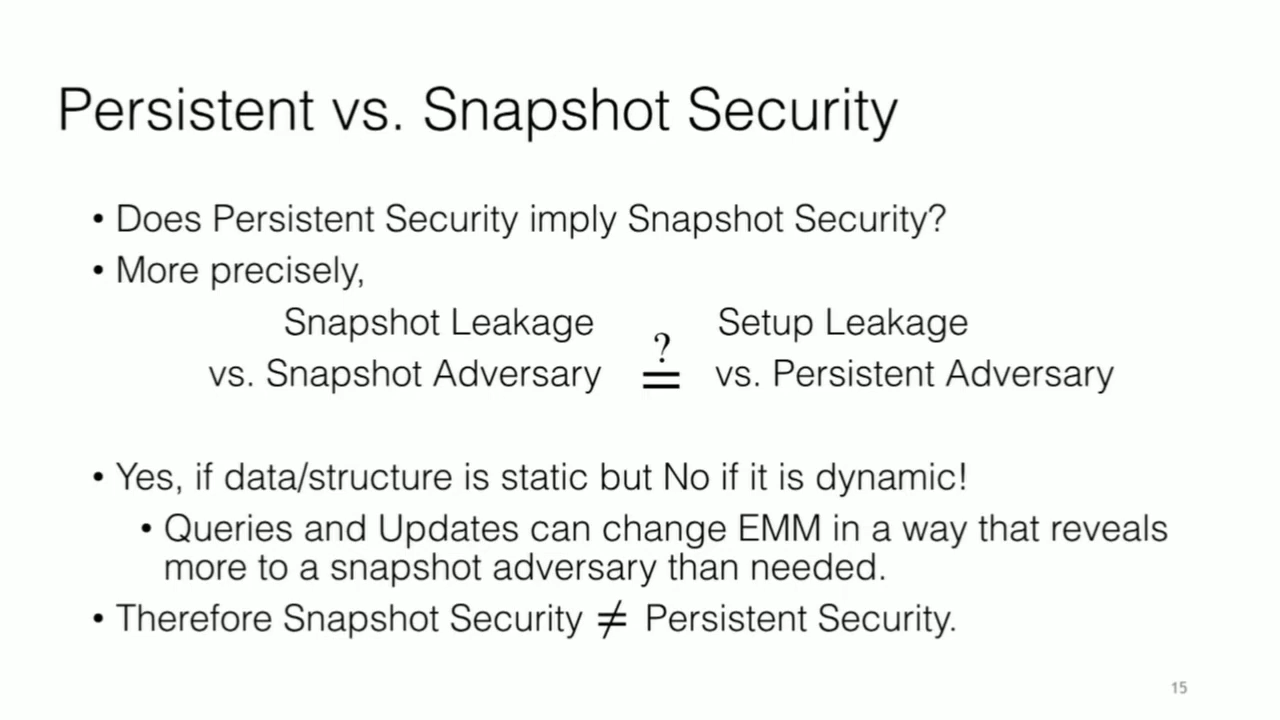 Persistent vs. Snapshot Security
• Does Persistent Security imply Snapshot Security?
• More precisely,
Snapshot Leakage Setup Leakage
?
vs. Snapshot Adversary = vs. Persistent Adversary
• Yes, if data/structure is static but No if it is dynamic!
• Queries and Updates can change EMM in a way that reveals
more to a snapshot adversary than needed.
• Therefore Snapshot Security ≠ Persistent Security.
15